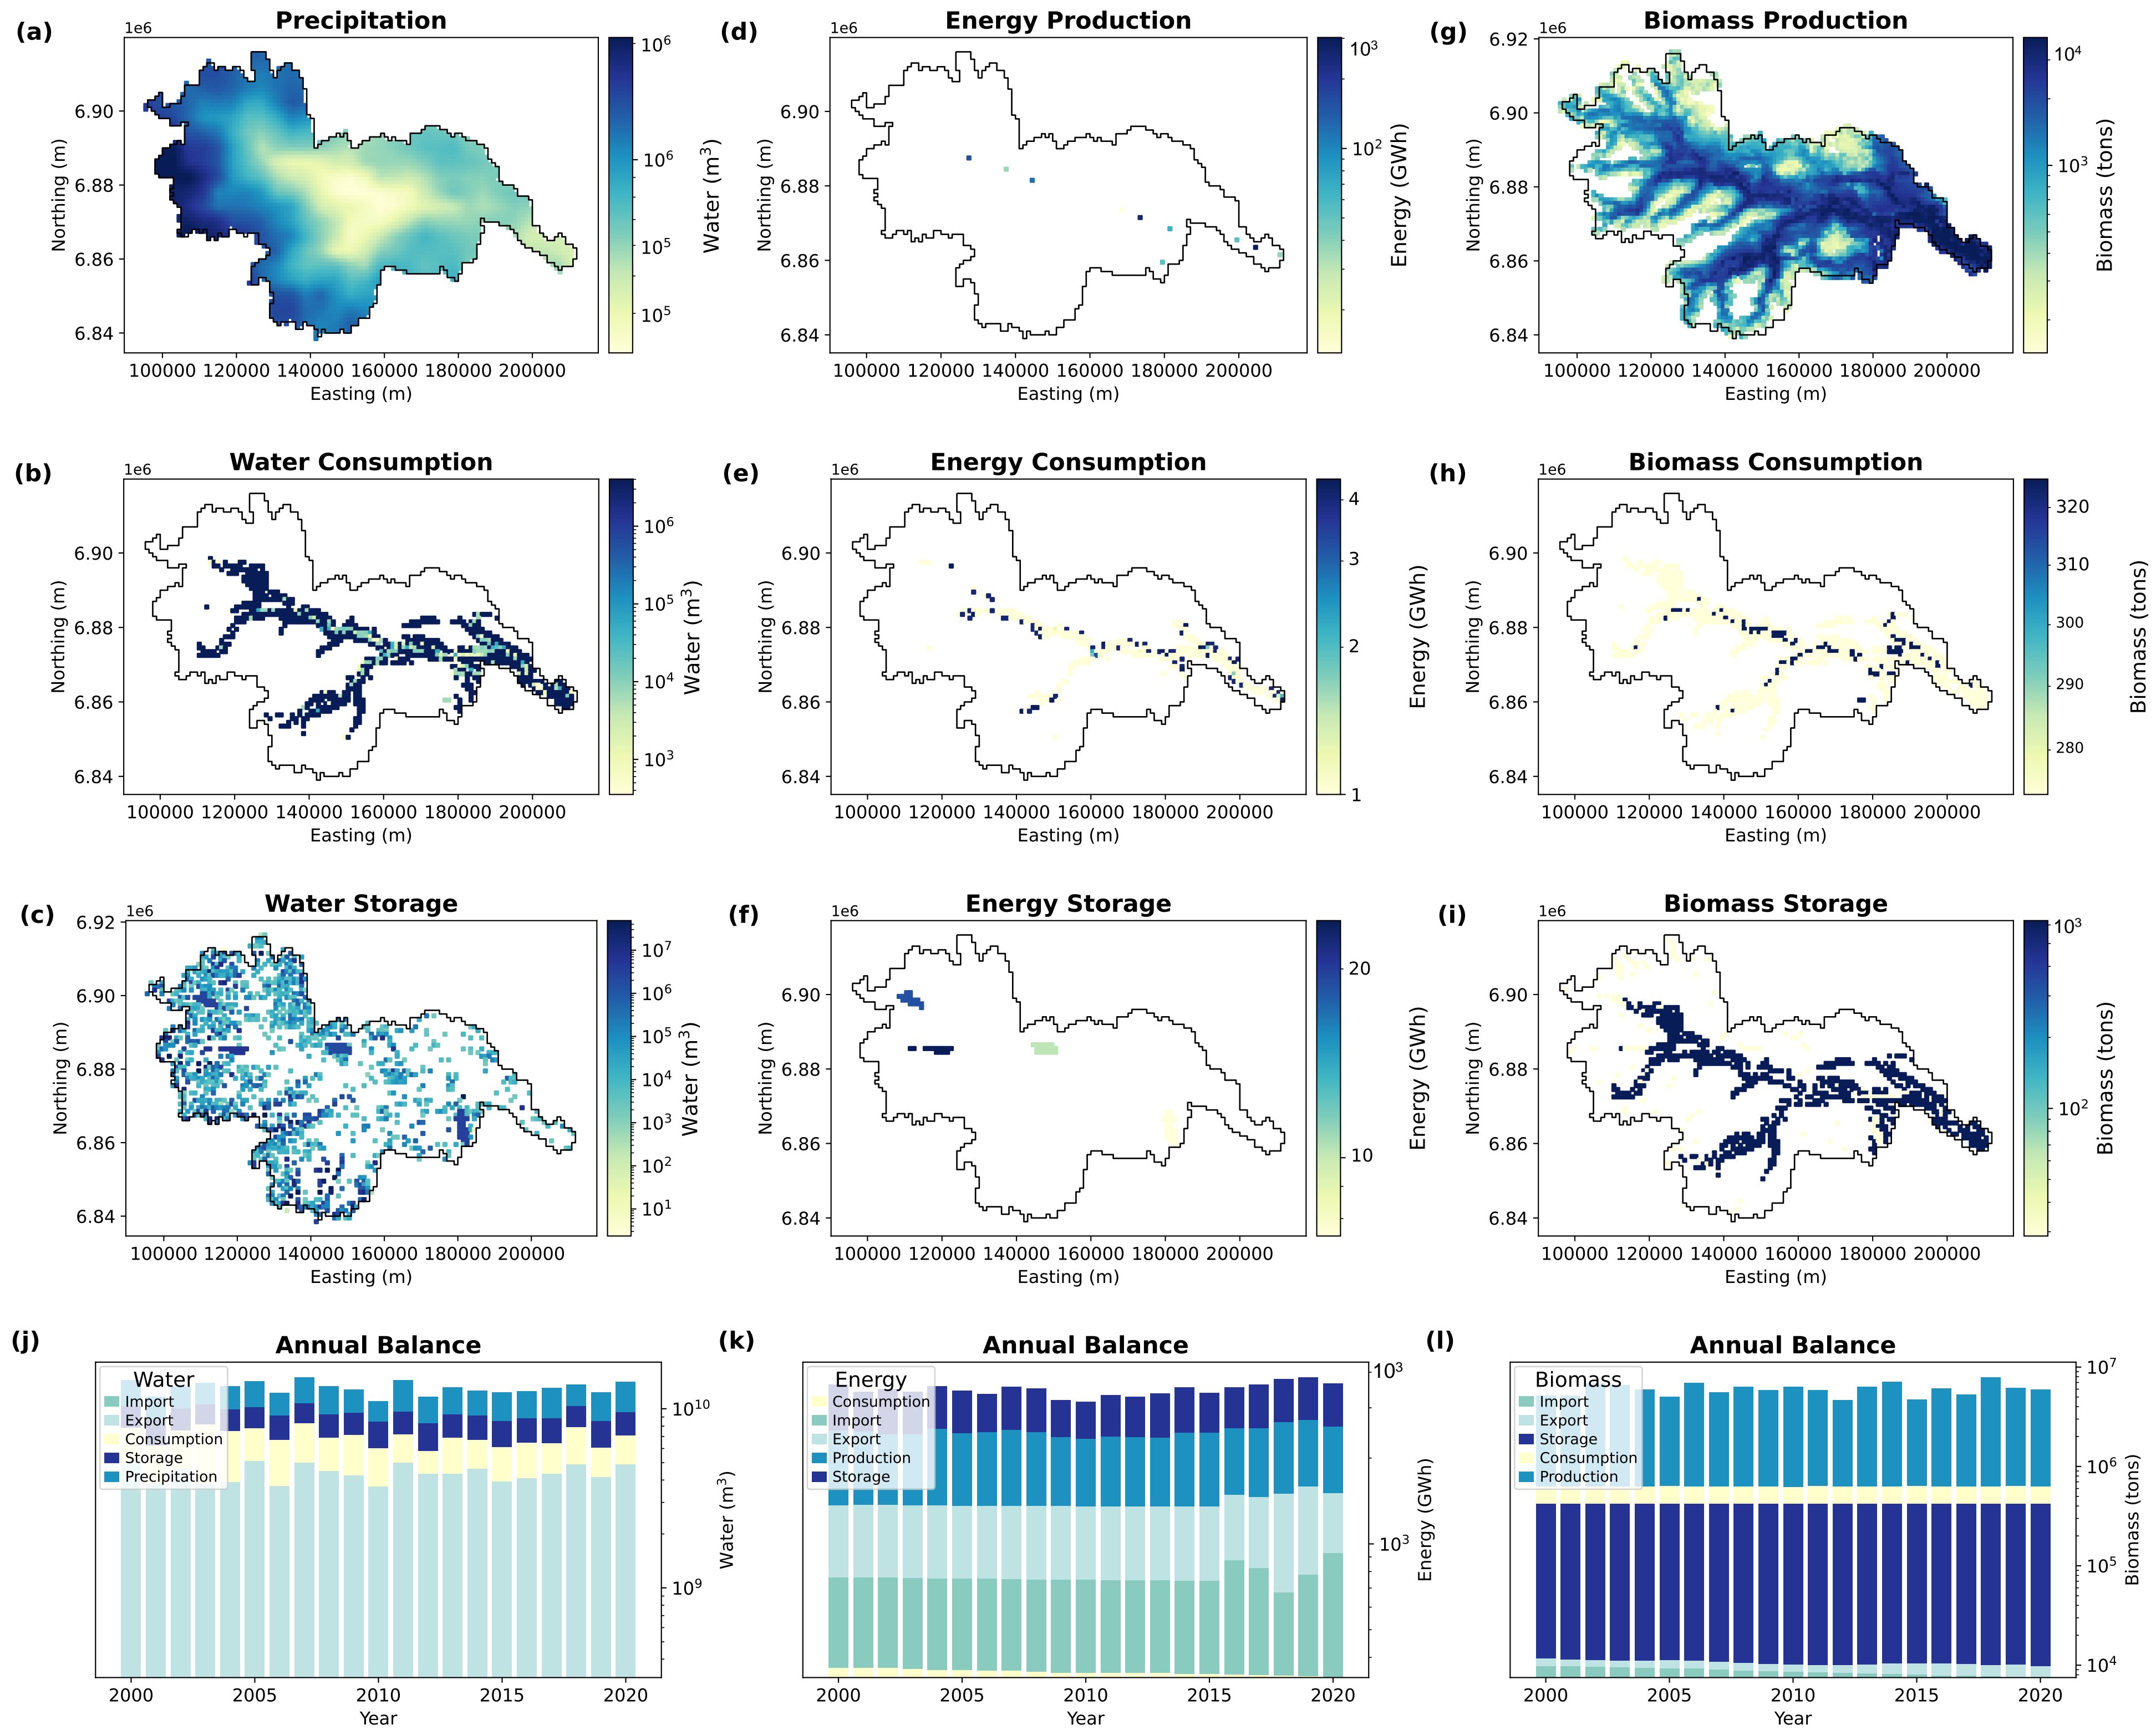 (a)
Precipitation
1e6
6.90
6.88
6.86
6.84
Northing (m)
100000 120000 140000 160000 180000 200000
Easting (m)
10⁶
10⁶
10⁵
10⁵
Water (m³)
(d)
Energy Production
1e6
6.90
6.88
6.86
6.84
Northing (m)
100000 120000 140000 160000 180000 200000
Easting (m)
10³
10²
Energy (GWh)
(g)
Biomass Production
1e6
6.92
6.90
6.88
6.86
6.84
Northing (m)
100000 120000 140000 160000 180000 200000
Easting (m)
10⁴
10³
Biomass (tons)
(b)
Water Consumption
1e6
6.90
6.88
6.86
6.84
Northing (m)
100000 120000 140000 160000 180000 200000
Easting (m)
10⁶
10⁵
10⁴
10³
Water (m³)
(e)
Energy Consumption
1e6
6.90
6.88
6.86
6.84
Northing (m)
100000 120000 140000 160000 180000 200000
Easting (m)
4
3
2
1
Energy (GWh)
(h)
Biomass Consumption
1e6
6.90
6.88
6.86
6.84
Northing (m)
100000 120000 140000 160000 180000 200000
Easting (m)
320
310
300
290
280
Biomass (tons)
(c)
Water Storage
1e6
6.92
6.90
6.88
6.86
6.84
Northing (m)
100000 120000 140000 160000 180000 200000
Easting (m)
10⁷
10⁶
10⁵
10⁴
10³
10²
10¹
Water (m³)
(f)
Energy Storage
1e6
6.90
6.88
6.86
6.84
Northing (m)
100000 120000 140000 160000 180000 200000
Easting (m)
20
10
Energy (GWh)
(i)
Biomass Storage
1e6
6.90
6.88
6.86
6.84
Northing (m)
100000 120000 140000 160000 180000 200000
Easting (m)
10³
10²
Biomass (tons)
(j)
Annual Balance
Water
Import
Export
Consumption
Storage
Precipitation
10¹⁰
10⁹
Water (m³)
2000 2005 2010 2015 2020
Year
(k)
Annual Balance
Energy
Consumption
Import
Export
Production
Storage
10³
10³
Energy (GWh)
2000 2005 2010 2015 2020
Year
(l)
Annual Balance
Biomass
Import
Export
Storage
Consumption
Production
10⁷
10⁶
10⁵
10⁴
Biomass (tons)
2000 2005 2010 2015 2020
Year